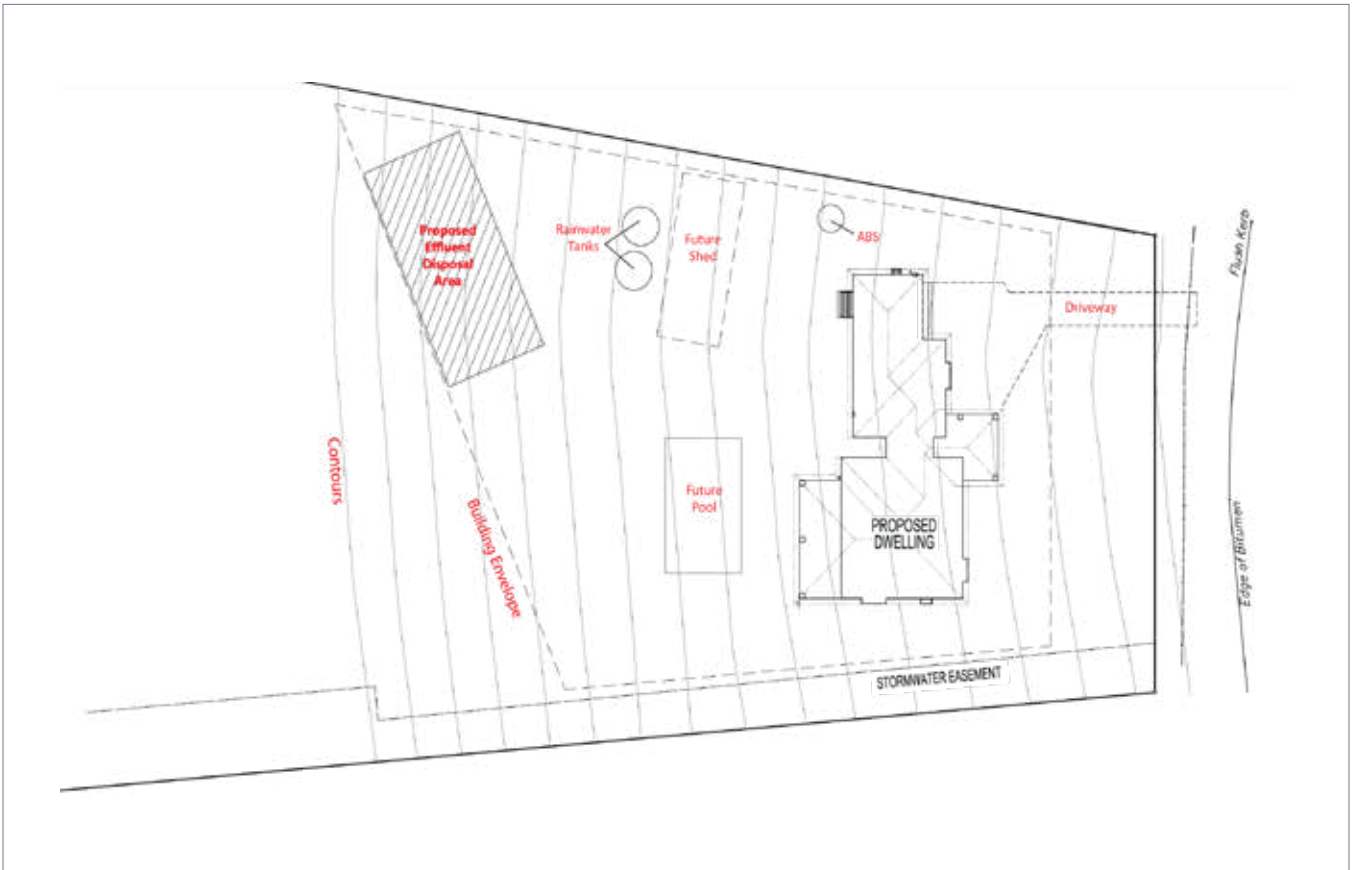 Proposed
Effluent
Disposal
Area
Rainwater
Tanks
Future
Shed
ABS
Driveway
Fluah Kerb
Contours
Building Envelope
Future
Pool
PROPOSED
DWELLING
Edge of Bitumen
STORMWATER EASEMENT